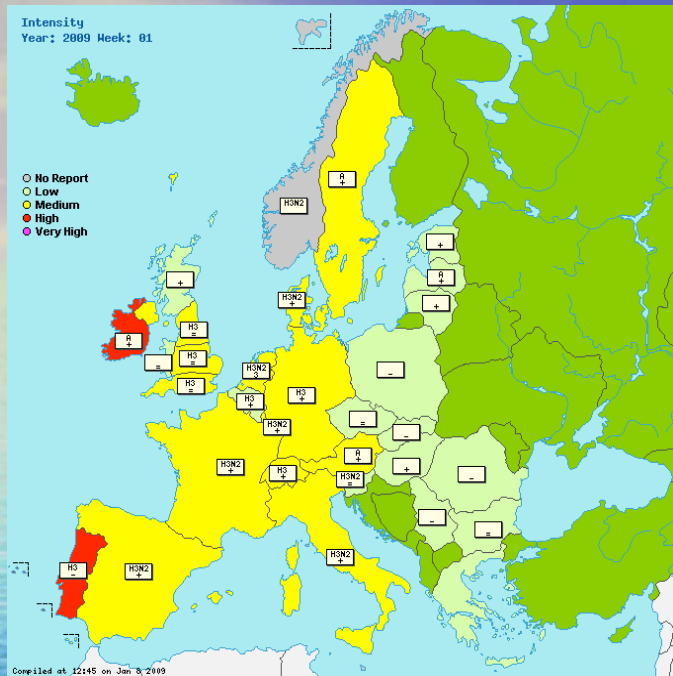 Intensity
Year: 2009 Week: 01
No Report
Low
Medium
High
Very High
A
+
H3N2
+
+
A
+
+
H3N2
+
H3
=
A
+
=
H3
=
H3
=
H3N2
3
H3
+
H3
+
-
H3N2
+
=
-
A
+
H3N2
+
H3
+
+
-
H3N2
=
-
=
H3N2
+
H3
-
H3N2
+
Compiled at 12:45 on Jan 8 2009